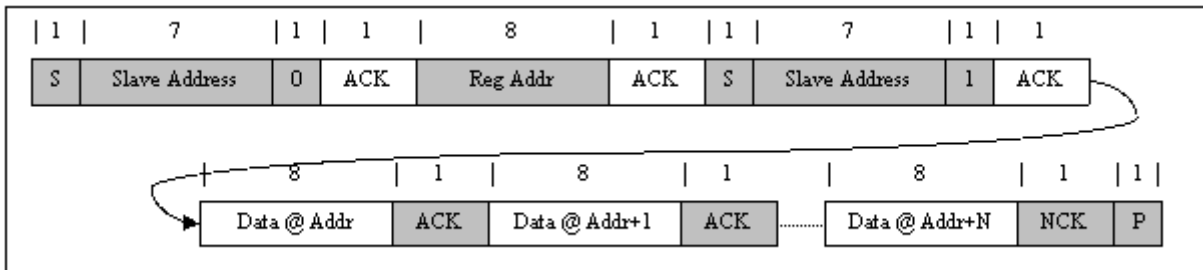 | 1 | 7 | 1 | 1 | 8 | 1 | 1 | 7 | 1 | 1
S Slave Address 0 ACK Reg Addr ACK S Slave Address 1 ACK
| 8 | 1 | 8 | 1 | 8 | 1 | 1 |
Data @ Addr ACK Data @ Addr+1 ACK ........... Data @ Addr+N NCK P